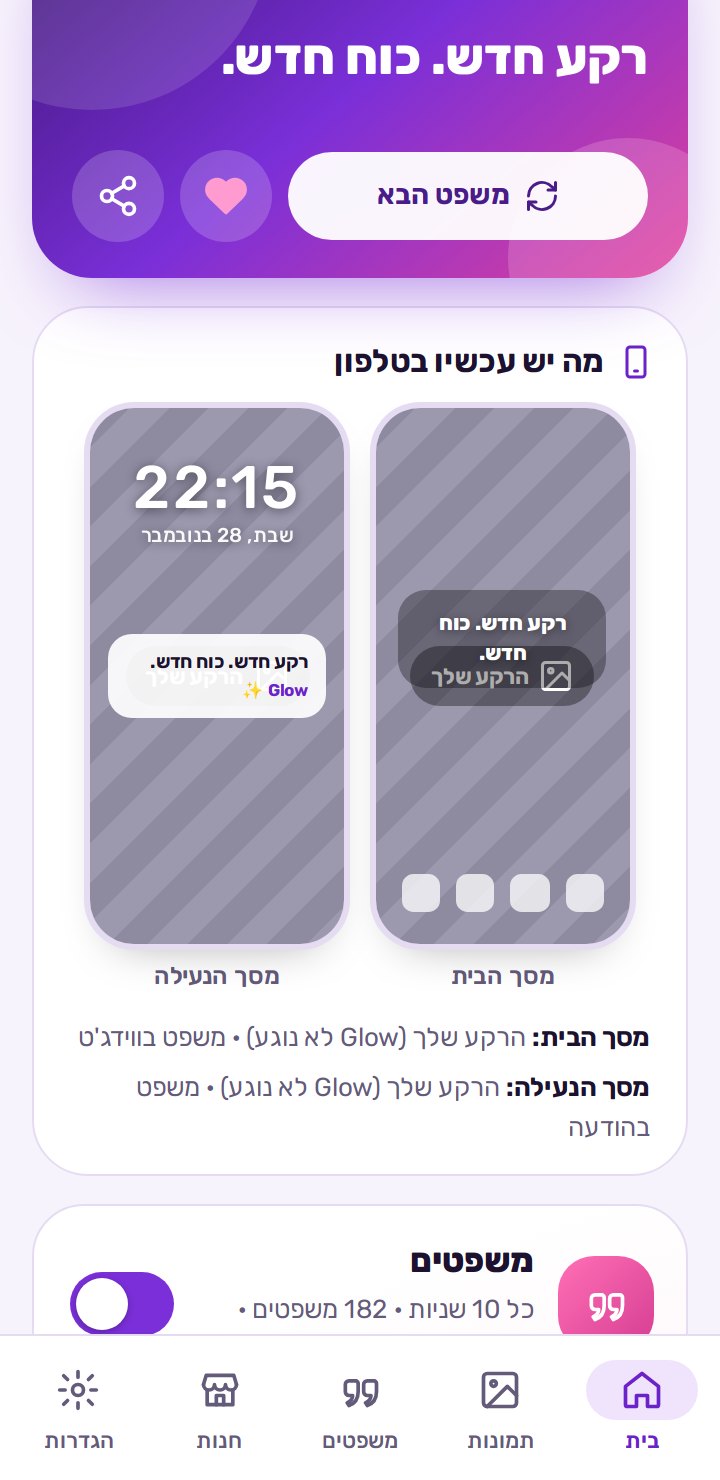 רקע חדש. כוח חדש.
משפט הבא
מה יש עכשיו בטלפון
רקע חדש. כוח
חדש.
הרקע שלך
22:15
שבת, 28 בנובמבר
רקע חדש. כוח חדש.
הרקע שלך
Glow ✨
מסך הבית
מסך הנעילה
מסך הבית: הרקע שלך (Glow לא נוגע) • משפט בווידג'ט
מסך הנעילה: הרקע שלך (Glow לא נוגע) • משפט
בהודעה
משפטים
כל 10 שניות • 182 משפטים •
בית
תמונות
משפטים
חנות
הגדרות